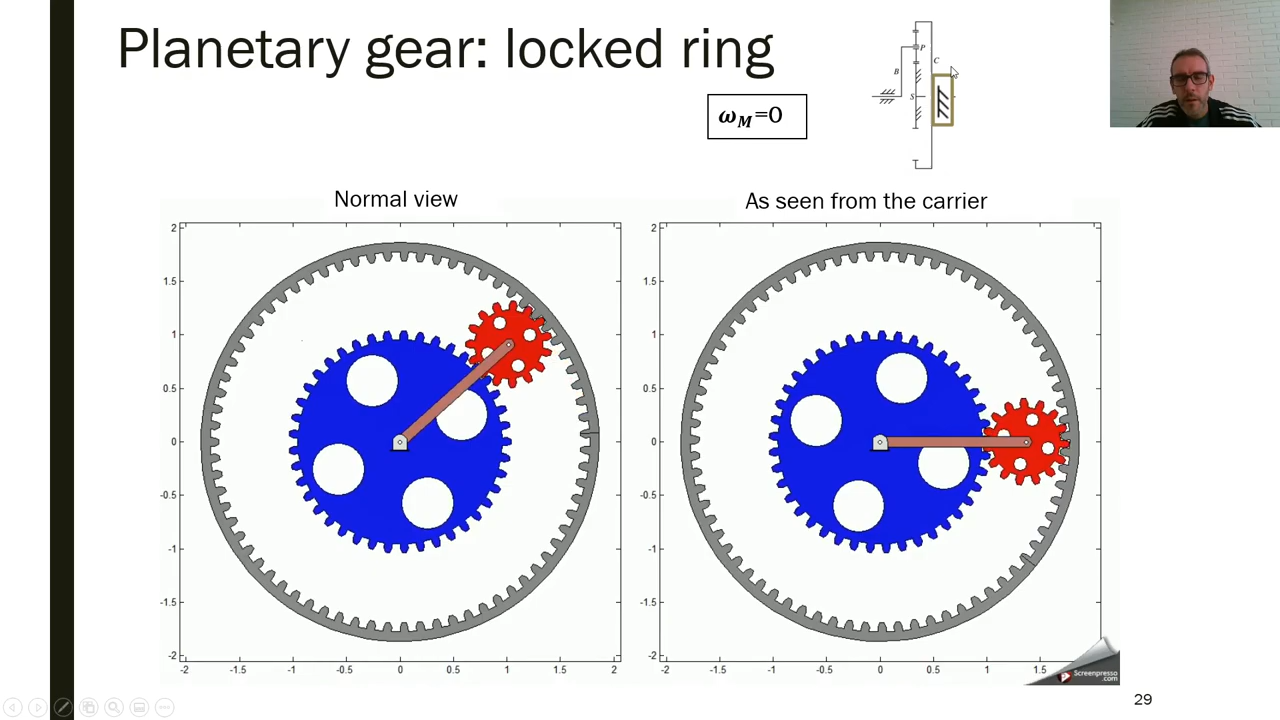 Planetary gear: locked ring
P
C
B
S
ω_M=0
Normal view
As seen from the carrier
2
1.5
1
0.5
0
-0.5
-1
-1.5
-2
-2 -1.5 -1 -0.5 0 0.5 1 1.5 2
2
1.5
1
0.5
0
-0.5
-1
-1.5
-2
-2 -1.5 -1 -0.5 0 0.5 1 1.5
Screenpresso
.com
29